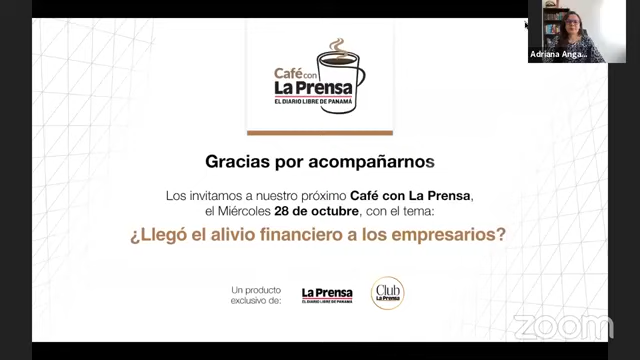 Café con
La Prensa
EL DIARIO LIBRE DE PANAMÁ
Adriana Anga...
Gracias por acompañarnos
Los invitamos a nuestro próximo Café con La Prensa,
el Miércoles 28 de octubre, con el tema:
¿Llegó el alivio financiero a los empresarios?
Un producto
exclusivo de:
La Prensa
EL DIARIO LIBRE DE PANAMÁ
Club
La Prensa
zoom